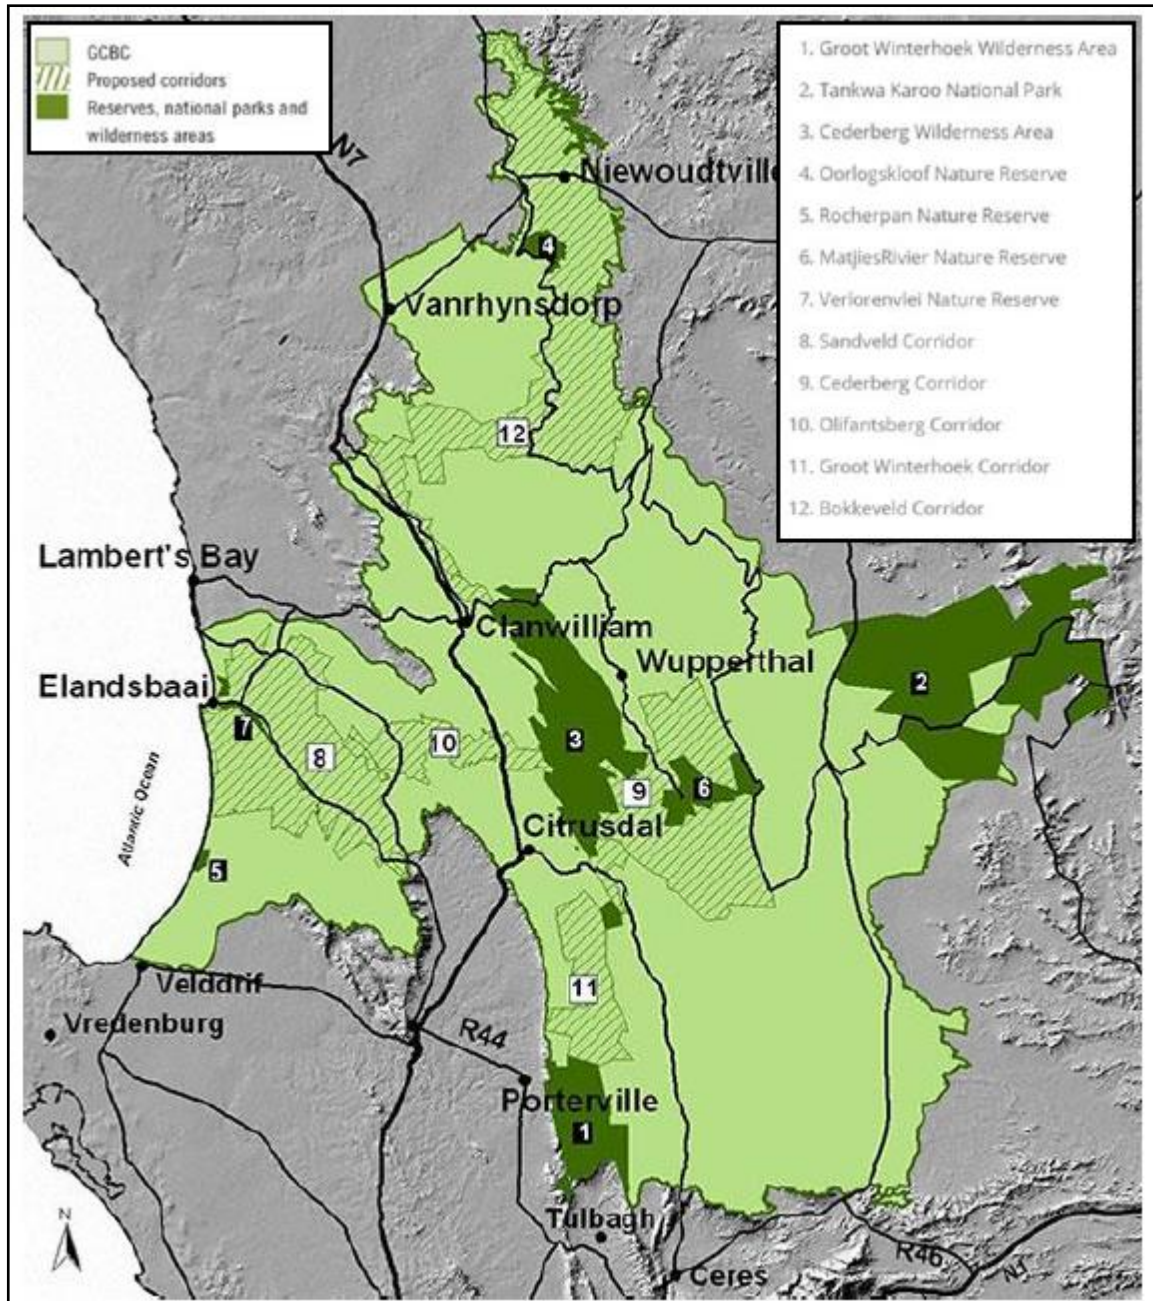 GCBC
Proposed corridors
Reserves, national parks and
wilderness areas
1. Groot Winterhoek Wilderness Area
2. Tankwa Karoo National Park
3. Cederberg Wilderness Area
4. Oorlogskloof Nature Reserve
5. Rocherpan Nature Reserve
6. MatjiesRivier Nature Reserve
7. Verlorenvlei Nature Reserve
8. Sandveld Corridor
9. Cederberg Corridor
10. Olifantsberg Corridor
11. Groot Winterhoek Corridor
12. Bokkeveld Corridor
N7
Niewoudtville
4
Vanrhynsdorp
12
Lambert's Bay
Clanwilliam
Wupperthal
Elandsbaai
2
7
8
10
3
9
6
Atlantic Ocean
Citrusdal
5
Velddrif
11
Vredenburg
R44
Porterville
1
N
Tulbagh
Ceres
R46
N1